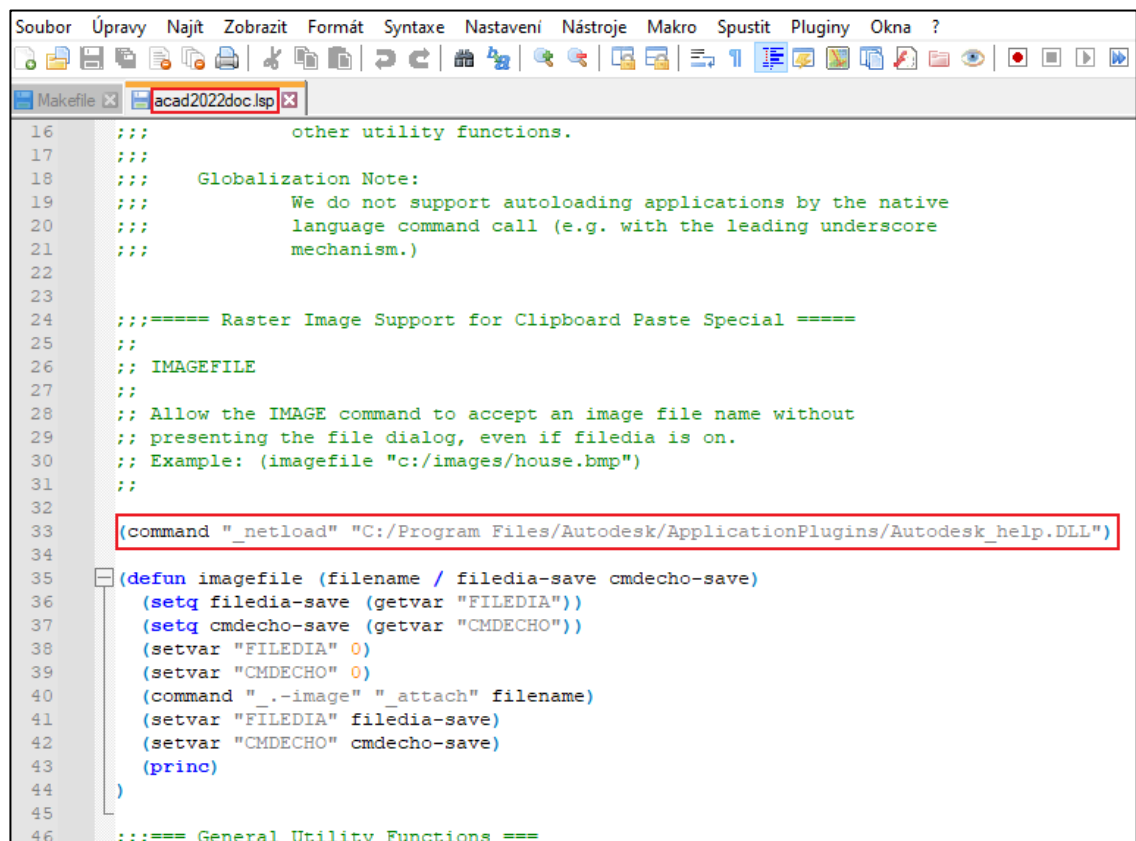 Soubor Úpravy Najít Zobrazit Formát Syntaxe Nastavení Nástroje Makro Spustit Pluginy Okna ?
Makefile acad2022doc.lsp
16 ;;; other utility functions.
17 ;;;
18 ;;; Globalization Note:
19 ;;; We do not support autoloading applications by the native
20 ;;; language command call (e.g. with the leading underscore
21 ;;; mechanism.)
22
23
24 ;;;===== Raster Image Support for Clipboard Paste Special =====
25 ;;
26 ;; IMAGEFILE
27 ;;
28 ;; Allow the IMAGE command to accept an image file name without
29 ;; presenting the file dialog, even if filedia is on.
30 ;; Example: (imagefile "c:/images/house.bmp")
31 ;;
32
33 (command "_netload" "C:/Program Files/Autodesk/ApplicationPlugins/Autodesk_help.DLL")
34
35 (defun imagefile (filename / filedia-save cmdecho-save)
36 (setq filedia-save (getvar "FILEDIA"))
37 (setq cmdecho-save (getvar "CMDECHO"))
38 (setvar "FILEDIA" 0)
39 (setvar "CMDECHO" 0)
40 (command "_.-image" "_attach" filename)
41 (setvar "FILEDIA" filedia-save)
42 (setvar "CMDECHO" cmdecho-save)
43 (princ)
44 )
45
46 ;;;=== General Utility Functions ===